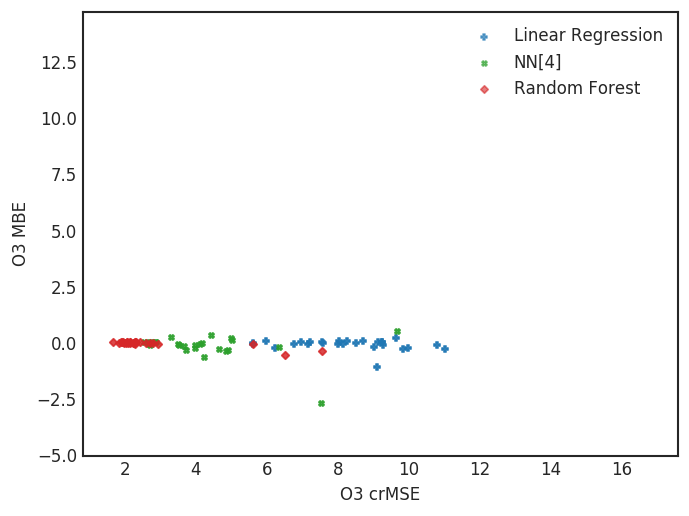 Linear Regression
NN[4]
Random Forest
12.5
10.0
7.5
5.0
2.5
0.0
−2.5
−5.0
O3 MBE
2 4 6 8 10 12 14 16
O3 crMSE